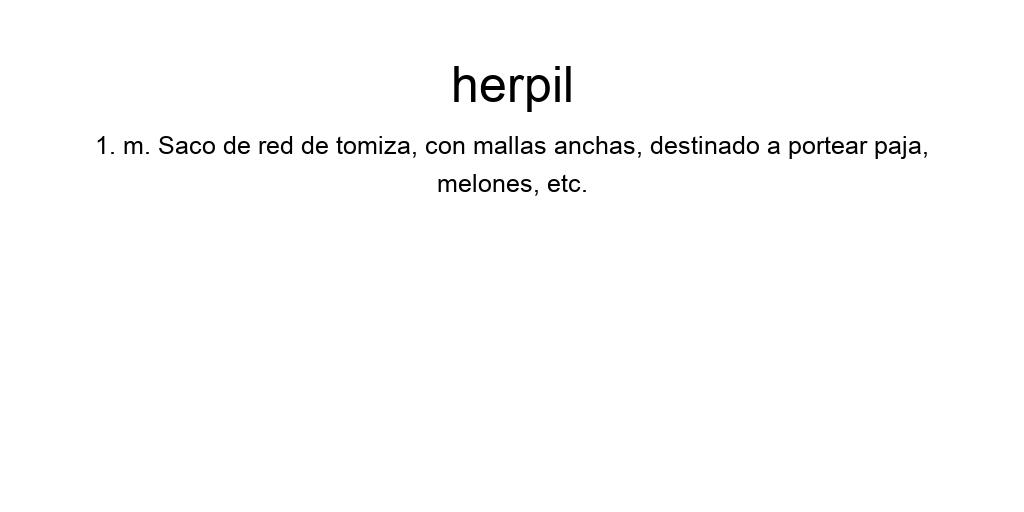 herpil
1. m. Saco de red de tomiza, con mallas anchas, destinado a portear paja,
melones, etc.